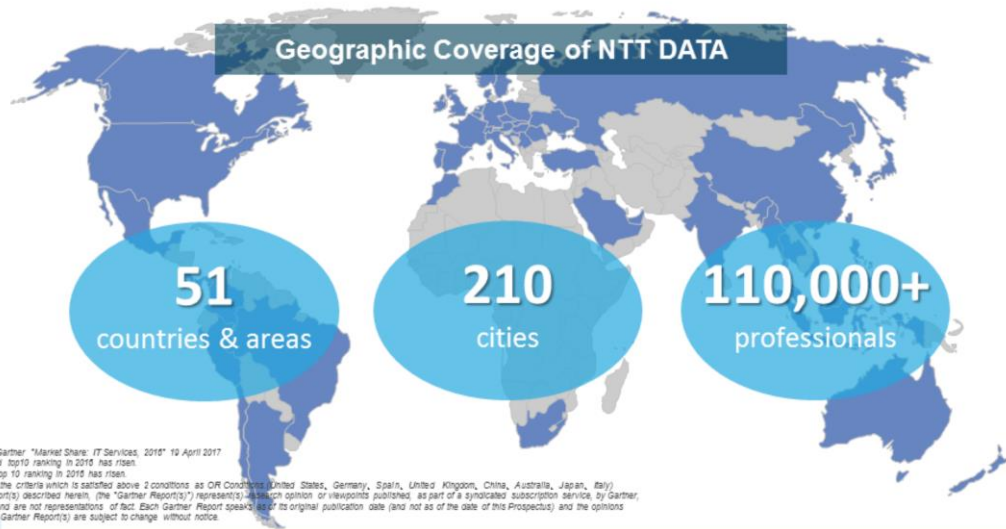 Geographic Coverage of NTT DATA
51
countries & areas
210
cities
110,000+
professionals
Gartner "Market Share: IT Services, 2016" 19 April 2017
top10 ranking in 2016 has risen.
op 10 ranking in 2016 has risen.
the criteria which is satisfied above 2 conditions as OR Conditions (United States, Germany, Spain, United Kingdom, China, Australia, Japan, Italy)
ort(s) described herein, (the "Gartner Report(s)") represent(s) research opinion or viewpoints published, as part of a syndicated subscription service, by Gartner,
nd are not representations of fact. Each Gartner Report speaks as of its original publication date (and not as of the date of this Prospectus) and the opinions
Gartner Report(s) are subject to change without notice.